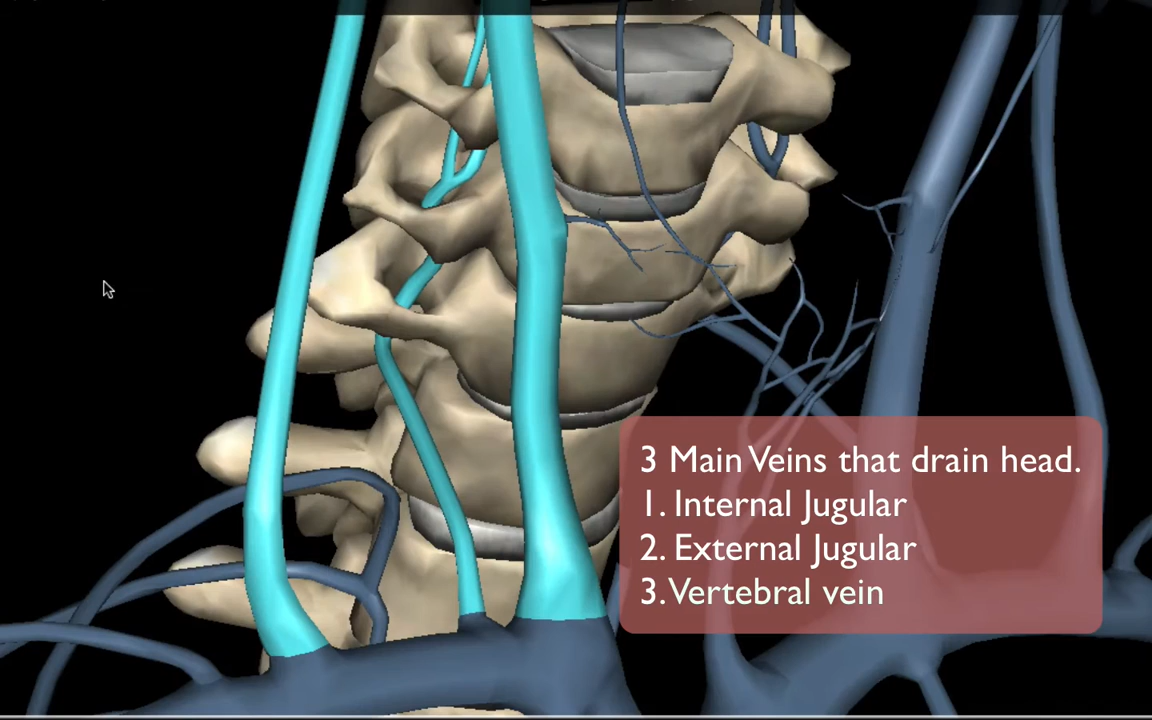 3 Main Veins that drain head.
1. Internal Jugular
2. External Jugular
3. Vertebral vein